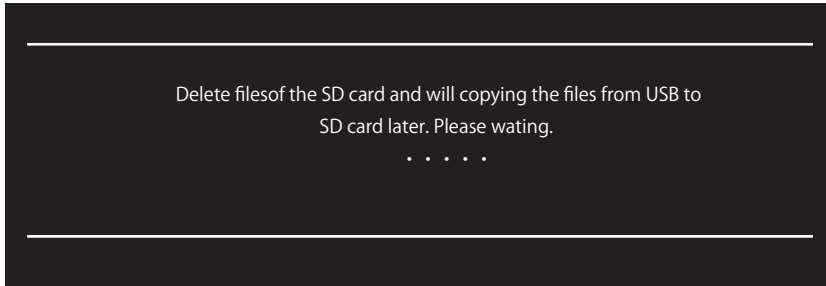 Delete filesof the SD card and will copying the files from USB to
SD card later. Please wating.
. . . . .